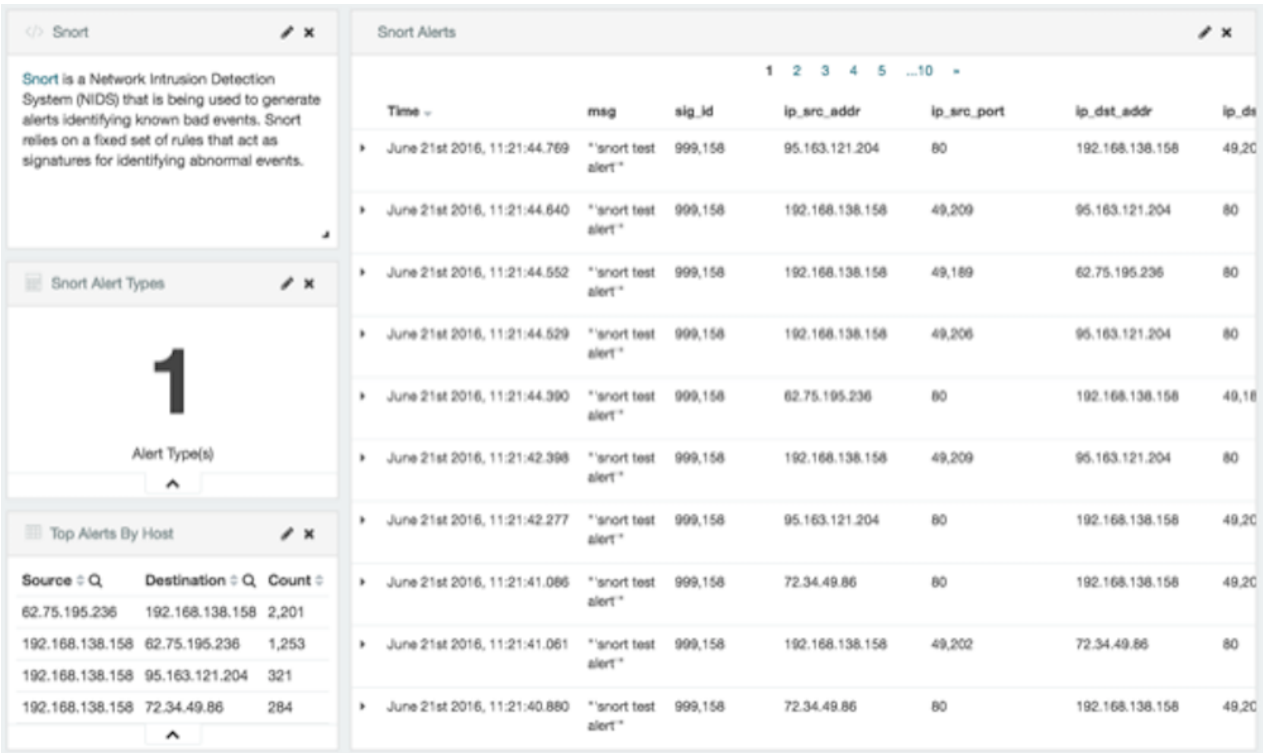 </> Snort
Snort is a Network Intrusion Detection
System (NIDS) that is being used to generate
alerts identifying known bad events. Snort
relies on a fixed set of rules that act as
signatures for identifying abnormal events.
Snort Alert Types
1
Alert Type(s)
Top Alerts By Host
Source Destination Count
62.75.195.236 192.168.138.158 2,201
192.168.138.158 62.75.195.236 1,253
192.168.138.158 95.163.121.204 321
192.168.138.158 72.34.49.86 284
Snort Alerts
1 2 3 4 5 ...10 »
Time msg sig_id ip_src_addr ip_src_port ip_dst_addr ip_ds
June 21st 2016, 11:21:44.769 "'snort test 999,158 95.163.121.204 80 192.168.138.158 49,20
alert'"
June 21st 2016, 11:21:44.640 "'snort test 999,158 192.168.138.158 49,209 95.163.121.204 80
alert'"
June 21st 2016, 11:21:44.552 "'snort test 999,158 192.168.138.158 49,189 62.75.195.236 80
alert'"
June 21st 2016, 11:21:44.529 "'snort test 999,158 192.168.138.158 49,206 95.163.121.204 80
alert'"
June 21st 2016, 11:21:44.390 "'snort test 999,158 62.75.195.236 80 192.168.138.158 49,18
alert'"
June 21st 2016, 11:21:42.398 "'snort test 999,158 192.168.138.158 49,209 95.163.121.204 80
alert'"
June 21st 2016, 11:21:42.277 "'snort test 999,158 95.163.121.204 80 192.168.138.158 49,20
alert'"
June 21st 2016, 11:21:41.086 "'snort test 999,158 72.34.49.86 80 192.168.138.158 49,20
alert'"
June 21st 2016, 11:21:41.061 "'snort test 999,158 192.168.138.158 49,202 72.34.49.86 80
alert'"
June 21st 2016, 11:21:40.880 "'snort test 999,158 72.34.49.86 80 192.168.138.158 49,20
alert'"